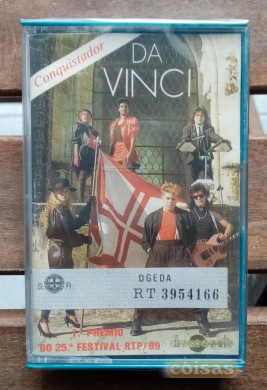 Conquistador
DA
VINCI
S. R.
DGEDA
RT 3954166
1.º PRÉMIO
DO 25.º FESTIVAL RTP/89
coisas